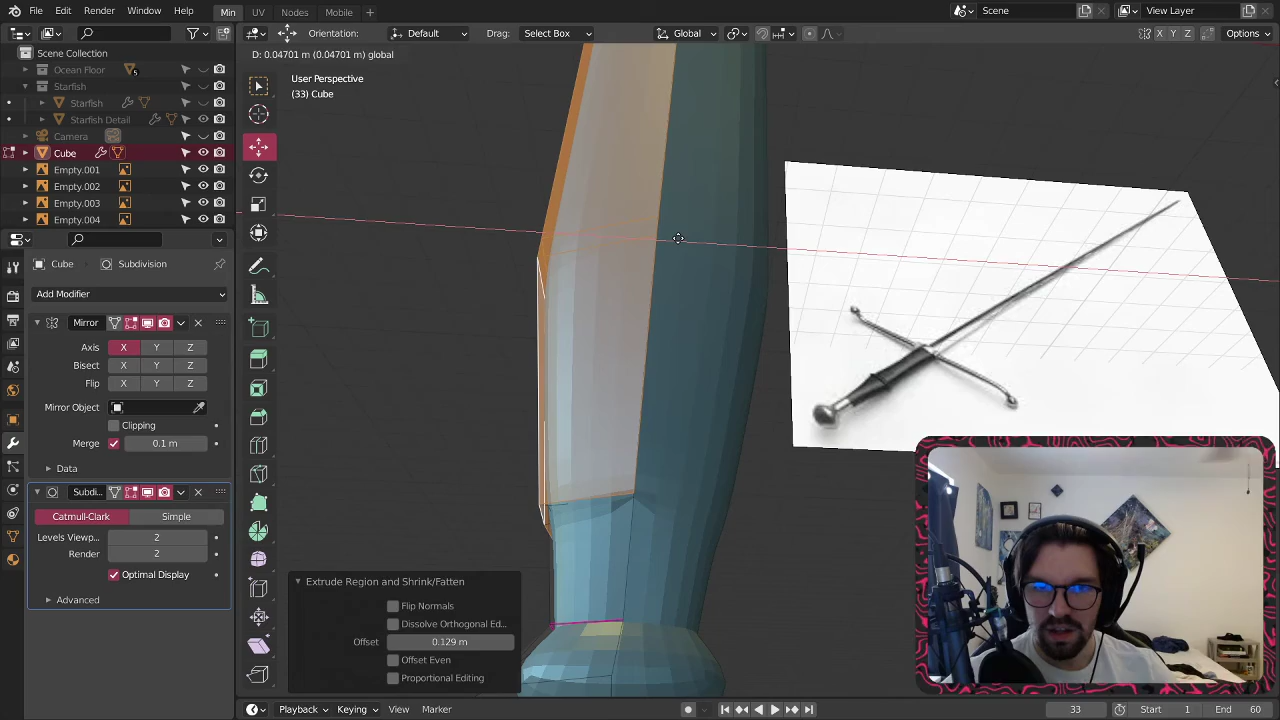 File Edit Render Window Help Min UV Nodes Mobile + Scene View Layer
Orientation: Default Drag: Select Box Global X Y Z Options
Scene Collection
Ocean Floor 5
Starfish
Starfish
Starfish Detail
Camera
Cube
Empty.001
Empty.002
Empty.003
Empty.004
D: 0.04701 m (0.04701 m) global
User Perspective
(33) Cube
Cube Subdivision
Add Modifier
Mirror
Axis X Y Z
Bisect X Y Z
Flip X Y Z
Mirror Object
Clipping
Merge 0.1 m
Data
Subdi...
Catmull-Clark Simple
Levels Viewp... 2
Render 2
Optimal Display
Advanced
Extrude Region and Shrink/Fatten
Flip Normals
Dissolve Orthogonal Ed...
Offset 0.129 m
Offset Even
Proportional Editing
Playback Keying View Marker 33 Start 1 End 60